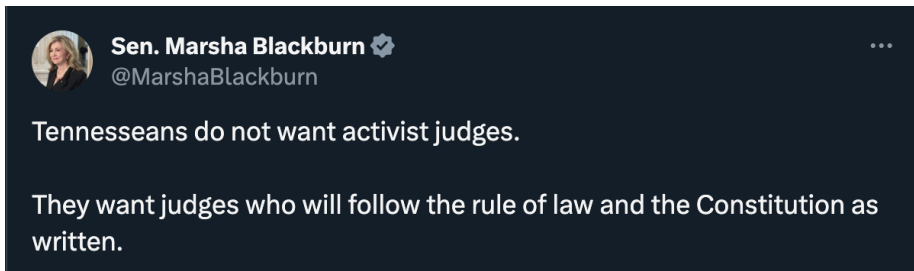 Sen. Marsha Blackburn
@MarshaBlackburn
Tennesseans do not want activist judges.
They want judges who will follow the rule of law and the Constitution as
written.